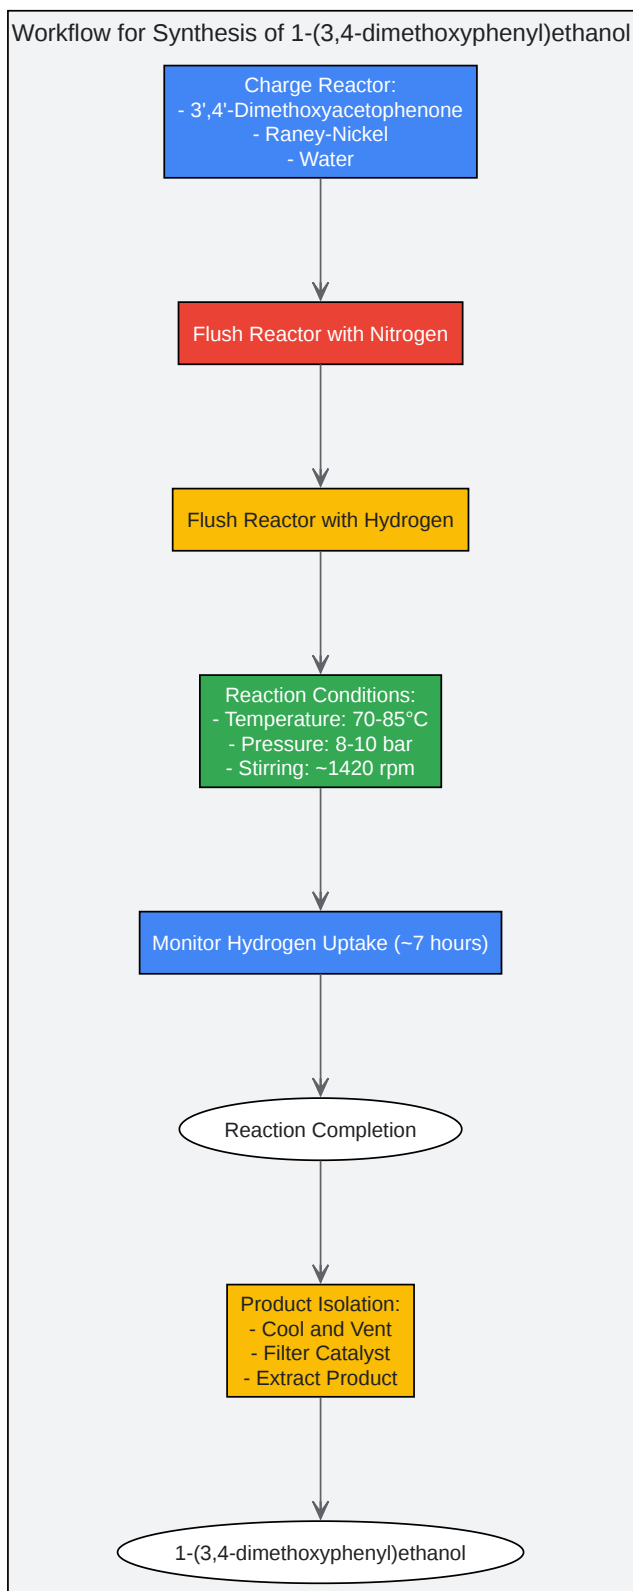 Workflow for Synthesis of 1-(3,4-dimethoxyphenyl)ethanol
Charge Reactor:
- 3',4'-Dimethoxyacetophenone
- Raney-Nickel
- Water
Flush Reactor with Nitrogen
Flush Reactor with Hydrogen
Reaction Conditions:
- Temperature: 70-85°C
- Pressure: 8-10 bar
- Stirring: ~1420 rpm
Monitor Hydrogen Uptake (~7 hours)
Reaction Completion
Product Isolation:
- Cool and Vent
- Filter Catalyst
- Extract Product
1-(3,4-dimethoxyphenyl)ethanol